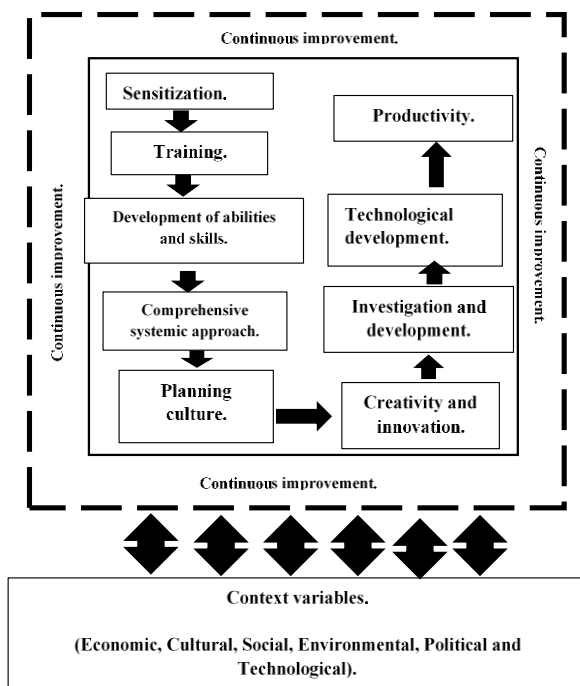 Continuous improvement.
Continuous improvement.
Sensitization.
Training.
Development of abilities
and skills.
Comprehensive
systemic approach.
Planning
culture.
Creativity and
innovation.
Investigation and
development.
Technological
development.
Productivity.
Continuous improvement.
Continuous improvement.
Context variables.
(Economic, Cultural, Social, Environmental, Political and
Technological).